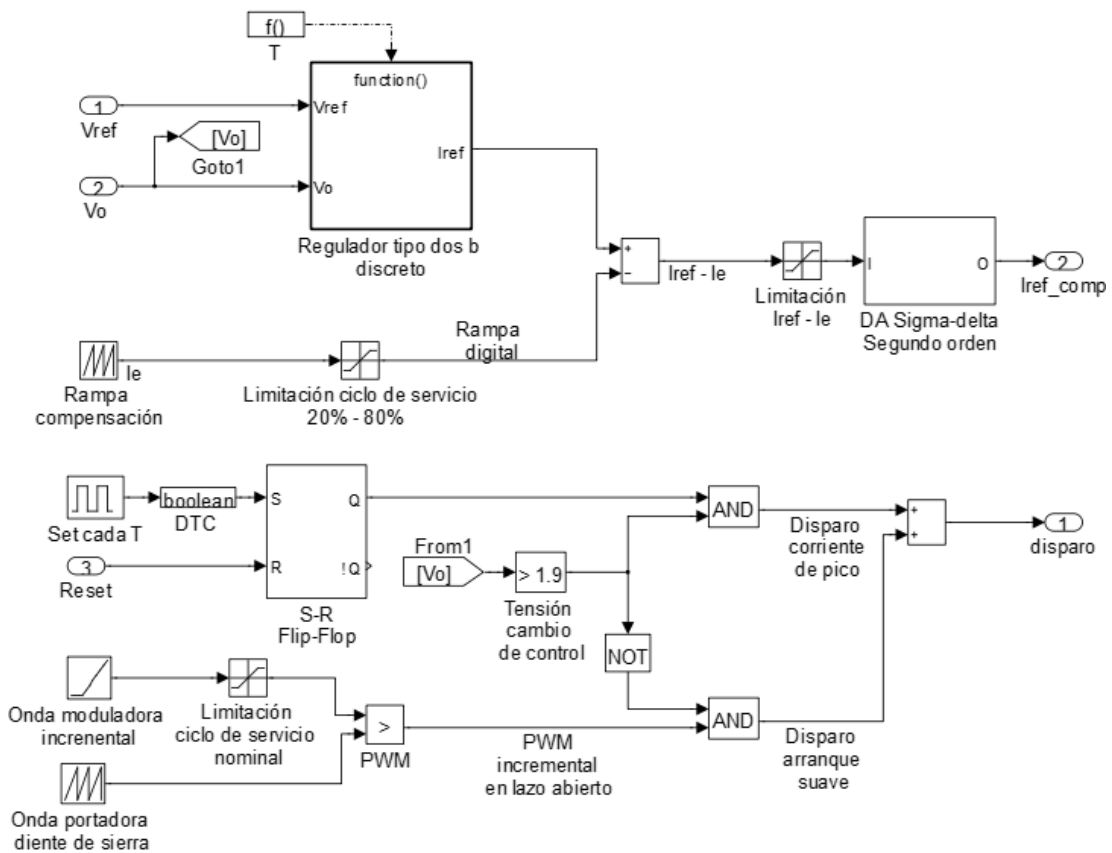 f()
T
function()
1
Vref
Vref
[Vo]
Goto1
Iref
2
Vo
Vo
Regulador tipo dos b
discreto
+
−
Iref - Ie
Limitación
Iref - Ie
I
O
DA Sigma-delta
Segundo orden
2
Iref_comp
Rampa
digital
Ie
Rampa
compensación
Limitación ciclo de servicio
20% - 80%
Set cada T
boolean
DTC
S
Q
R
!Q
S-R
Flip-Flop
3
Reset
From1
[Vo]
> 1.9
Tensión
cambio
de control
AND
Disparo
corriente
de pico
+
+
1
disparo
NOT
AND
Disparo
arranque
suave
Onda moduladora
increnental
Limitación
ciclo de servicio
nominal
>
PWM
PWM
incremental
en lazo abierto
Onda portadora
diente de sierra